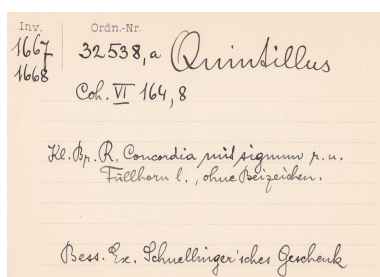 Inv. Ordn.-Nr.
1667 32538,a Quintillus
1668
Coh. VI 164,8
Kl. Br. R. Concordia mit signum r. u.
Füllhorn l., ohne Beizeichen.
Bess. Ex. Schnellinger'sches Geschenk